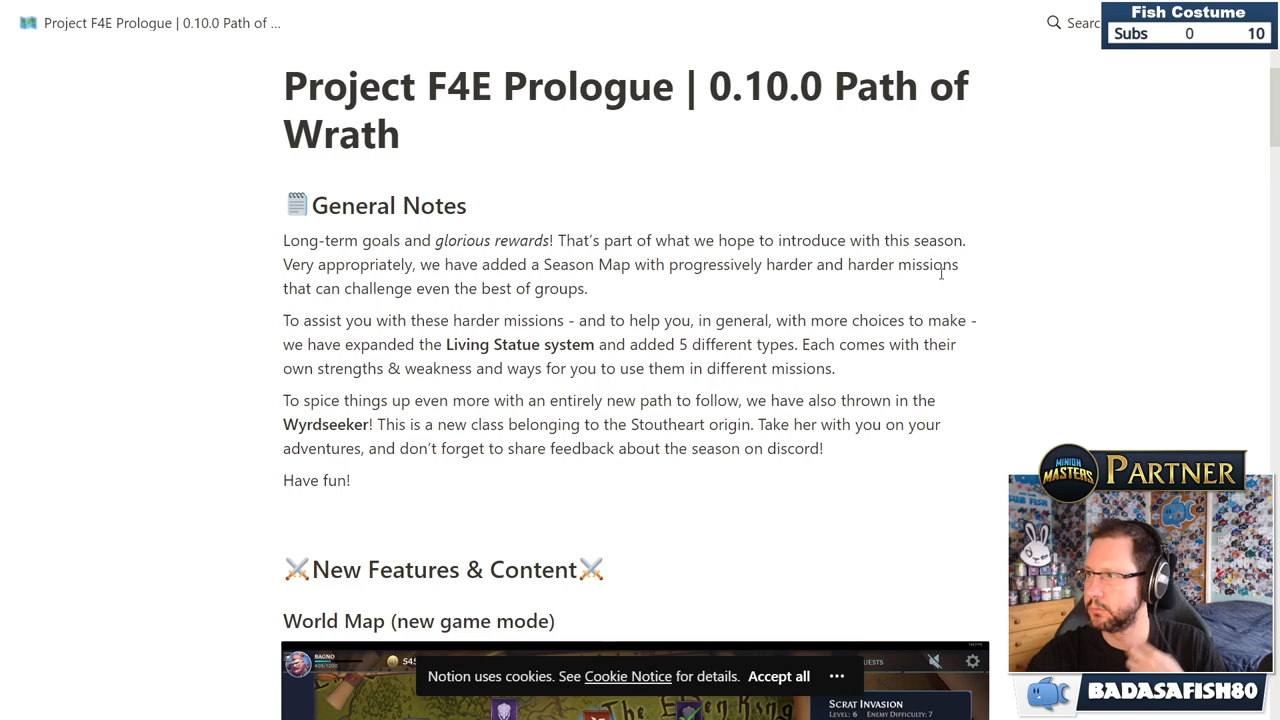 Project F4E Prologue | 0.10.0 Path of ...
Searc
Fish Costume
Subs 0 10
Project F4E Prologue | 0.10.0 Path of
Wrath
General Notes
Long-term goals and glorious rewards! That's part of what we hope to introduce with this season.
Very appropriately, we have added a Season Map with progressively harder and harder missions
that can challenge even the best of groups.
To assist you with these harder missions - and to help you, in general, with more choices to make -
we have expanded the Living Statue system and added 5 different types. Each comes with their
own strengths & weakness and ways for you to use them in different missions.
To spice things up even more with an entirely new path to follow, we have also thrown in the
Wyrdseeker! This is a new class belonging to the Stoutheart origin. Take her with you on your
adventures, and don't forget to share feedback about the season on discord!
Have fun!
MINION
MASTERS
PARTNER
New Features & Content
World Map (new game mode)
BAGNO
545
UESTS
Notion uses cookies. See Cookie Notice for details. Accept all ...
SCRAT INVASION
LEVEL: 6 ENEMY DIFFICULTY: 7
BADASAFISH80